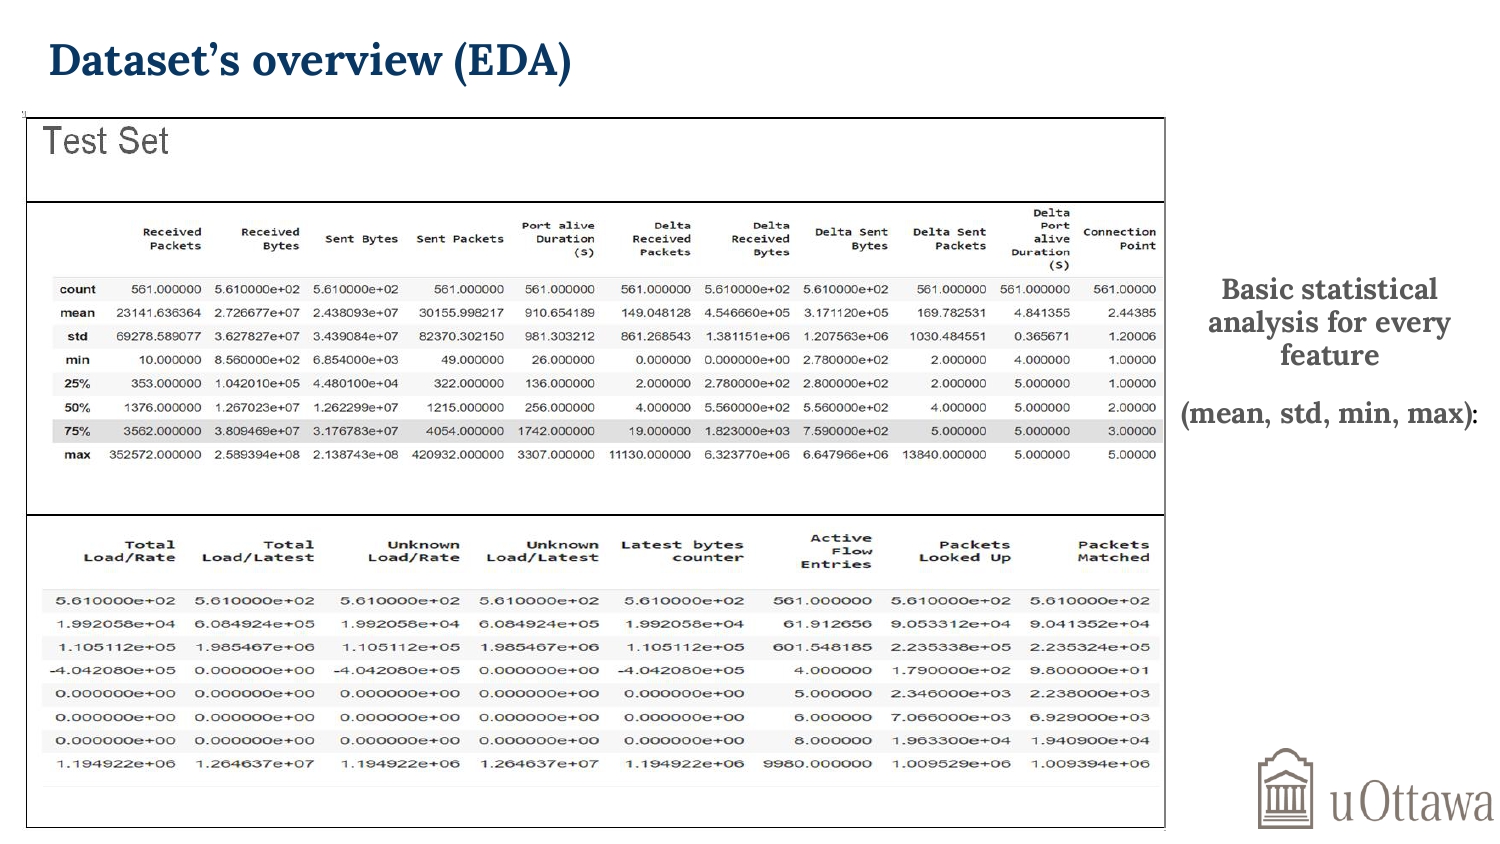 Dataset’s overview (EDA)
Test Set
Received Packets Received Bytes Sent Bytes Sent Packets Port alive Duration (S) Delta Received Packets Delta Received Bytes Delta Sent Bytes Delta Sent Packets Delta Port alive Duration (S) Connection Point
count 561.000000 5.610000e+02 5.610000e+02 561.000000 561.000000 561.000000 5.610000e+02 5.610000e+02 561.000000 561.000000 561.00000
mean 23141.636364 2.726677e+07 2.438093e+07 30155.998217 910.654189 149.048128 4.546660e+05 3.171120e+05 169.782531 4.841355 2.44385
std 69278.589077 3.627827e+07 3.439084e+07 82370.302150 981.303212 861.268543 1.381151e+06 1.207563e+06 1030.484551 0.365671 1.20006
min 10.000000 8.560000e+02 6.854000e+03 49.000000 26.000000 0.000000 0.000000e+00 2.780000e+02 2.000000 4.000000 1.00000
25% 353.000000 1.042010e+05 4.480100e+04 322.000000 136.000000 2.000000 2.780000e+02 2.800000e+02 2.000000 5.000000 1.00000
50% 1376.000000 1.267023e+07 1.262299e+07 1215.000000 256.000000 4.000000 5.560000e+02 5.560000e+02 4.000000 5.000000 2.00000
75% 3562.000000 3.809469e+07 3.176783e+07 4054.000000 1742.000000 19.000000 1.823000e+03 7.590000e+02 5.000000 5.000000 3.00000
max 352572.000000 2.589394e+08 2.138743e+08 420932.000000 3307.000000 11130.000000 6.323770e+06 6.647966e+06 13840.000000 5.000000 5.00000
Total Load/Rate Total Load/Latest Unknown Load/Rate Unknown Load/Latest Latest bytes counter Active Flow Entries Packets Looked Up Packets Matched
5.610000e+02 5.610000e+02 5.610000e+02 5.610000e+02 5.610000e+02 561.000000 5.610000e+02 5.610000e+02
1.992058e+04 6.084924e+05 1.992058e+04 6.084924e+05 1.992058e+04 61.912656 9.053312e+04 9.041352e+04
1.105112e+05 1.985467e+06 1.105112e+05 1.985467e+06 1.105112e+05 601.548185 2.235338e+05 2.235324e+05
-4.042080e+05 0.000000e+00 -4.042080e+05 0.000000e+00 -4.042080e+05 4.000000 1.790000e+02 9.800000e+01
0.000000e+00 0.000000e+00 0.000000e+00 0.000000e+00 0.000000e+00 5.000000 2.346000e+03 2.238000e+03
0.000000e+00 0.000000e+00 0.000000e+00 0.000000e+00 0.000000e+00 6.000000 7.066000e+03 6.929000e+03
0.000000e+00 0.000000e+00 0.000000e+00 0.000000e+00 0.000000e+00 8.000000 1.963300e+04 1.940900e+04
1.194922e+06 1.264637e+07 1.194922e+06 1.264637e+07 1.194922e+06 9980.000000 1.009529e+06 1.009394e+06
Basic statistical
analysis for every
feature
(mean, std, min, max):
uOttawa